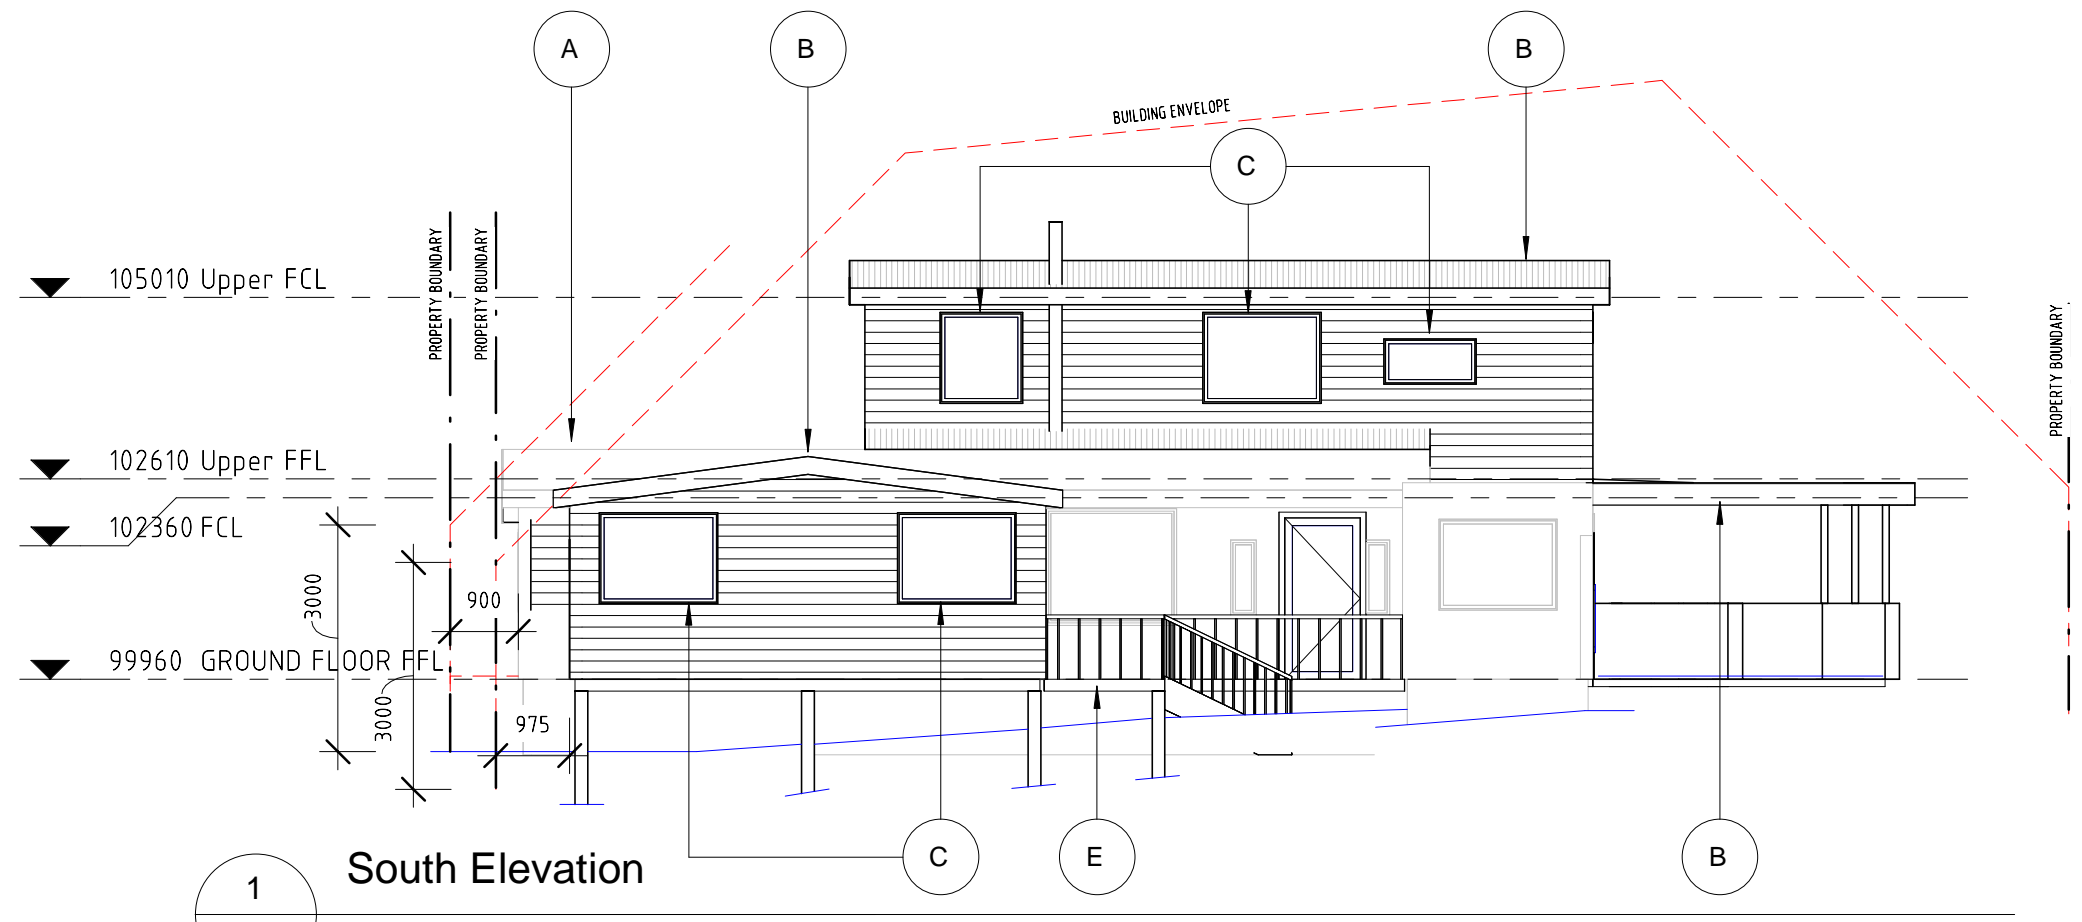 A
B
B
BUILDING ENVELOPE
C
PROPERTY BOUNDARY
PROPERTY BOUNDARY
105010 Upper FCL
PROPERTY BOUNDARY
102610 Upper FFL
102360 FCL
3000
900
99960 GROUND FLOOR FFL
3000
975
C
E
B
South Elevation
1